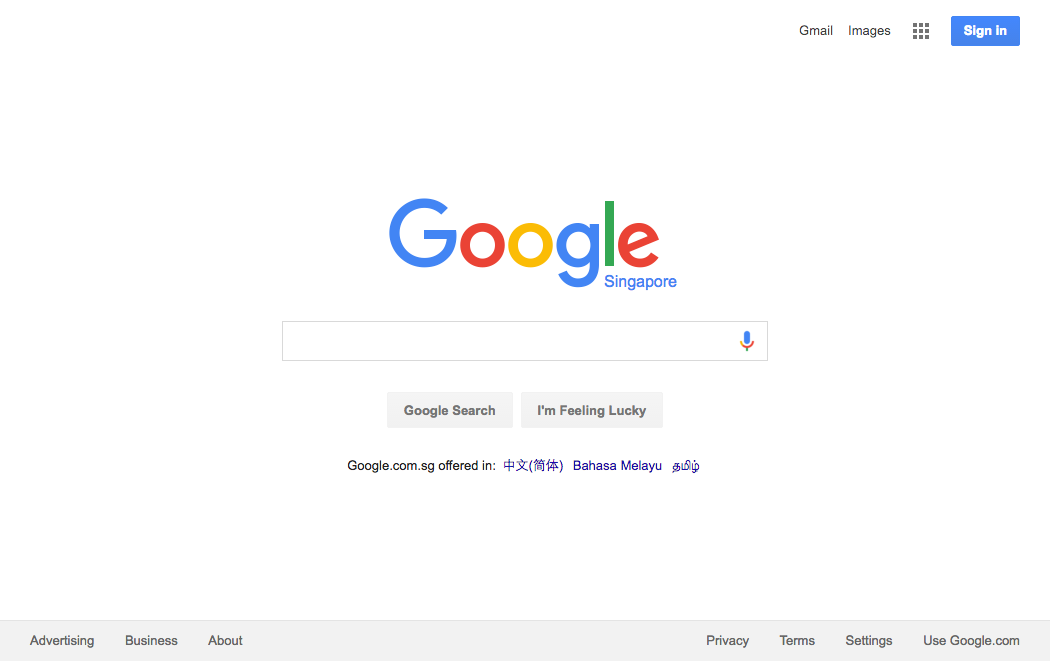 Gmail Images Sign in
Google
Singapore
Google Search I'm Feeling Lucky
Google.com.sg offered in: 中文(简体) Bahasa Melayu தமிழ்
Advertising Business About Privacy Terms Settings Use Google.com